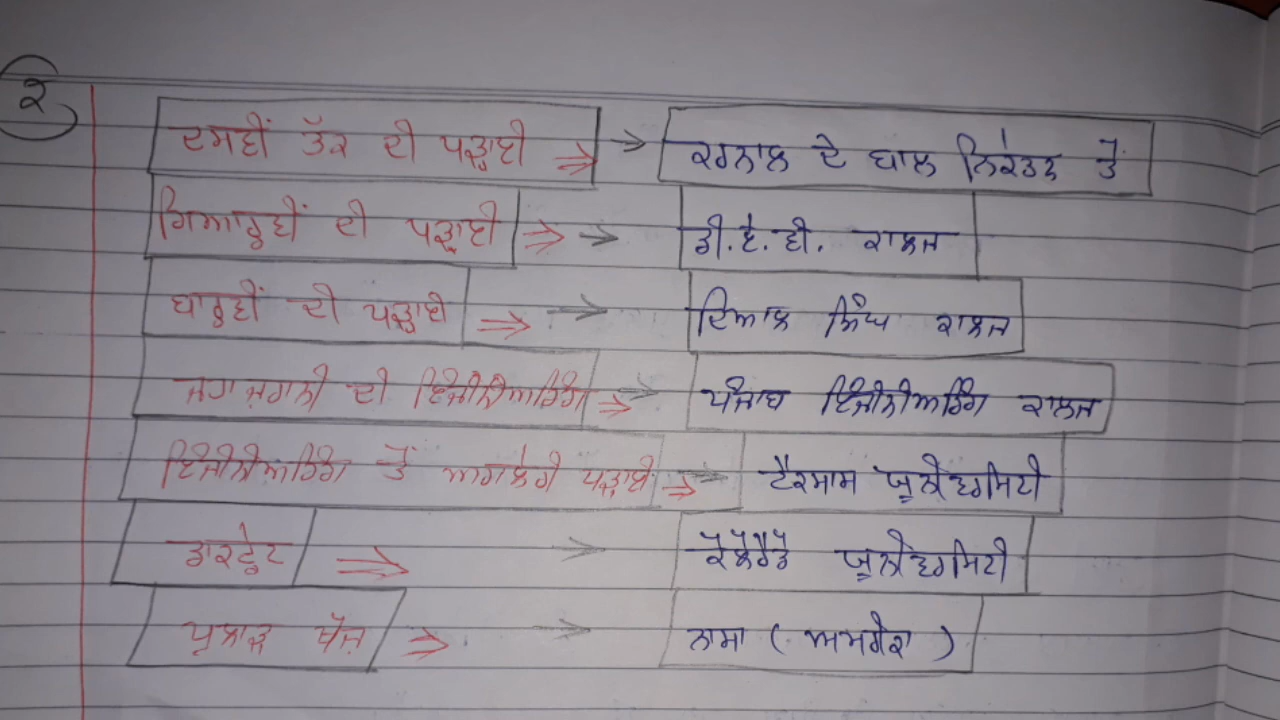 ੨
ਦਸਵੀਂ ਤੱਕ ਦੀ ਪੜ੍ਹਾਈ ⇒ → ਕਰਨਾਲ ਦੇ ਬਾਲ ਨਿਕੇਤਨ ਤੋਂ
ਗਿਆਰ੍ਹਵੀਂ ਦੀ ਪੜ੍ਹਾਈ ⇒ → ਡੀ.ਏ.ਵੀ. ਕਾਲਜ
ਬਾਰ੍ਹਵੀਂ ਦੀ ਪੜ੍ਹਾਈ ⇒ → ਦਿਆਲ ਸਿੰਘ ਕਾਲਜ
ਦੀ ਇੰਜੀਨੀਅਰਿੰਗ ⇒ → ਪੰਜਾਬ ਇੰਜੀਨੀਅਰਿੰਗ ਕਾਲਜ
ਇੰਜੀਨੀਅਰਿੰਗ ਤੋਂ ਅਗਲੇਰੀ ਪੜ੍ਹਾਈ ⇒ → ਟੈਕਸਾਸ ਯੂਨੀਵਰਸਿਟੀ
ਡਾਕਟ੍ਰੇਟ ⇒ → ਕੋਲੋਰੈਡੋ ਯੂਨੀਵਰਸਿਟੀ
ਪੁਲਾੜ ਖੋਜ ⇒ → ਨਾਸਾ ( ਅਮਰੀਕਾ )